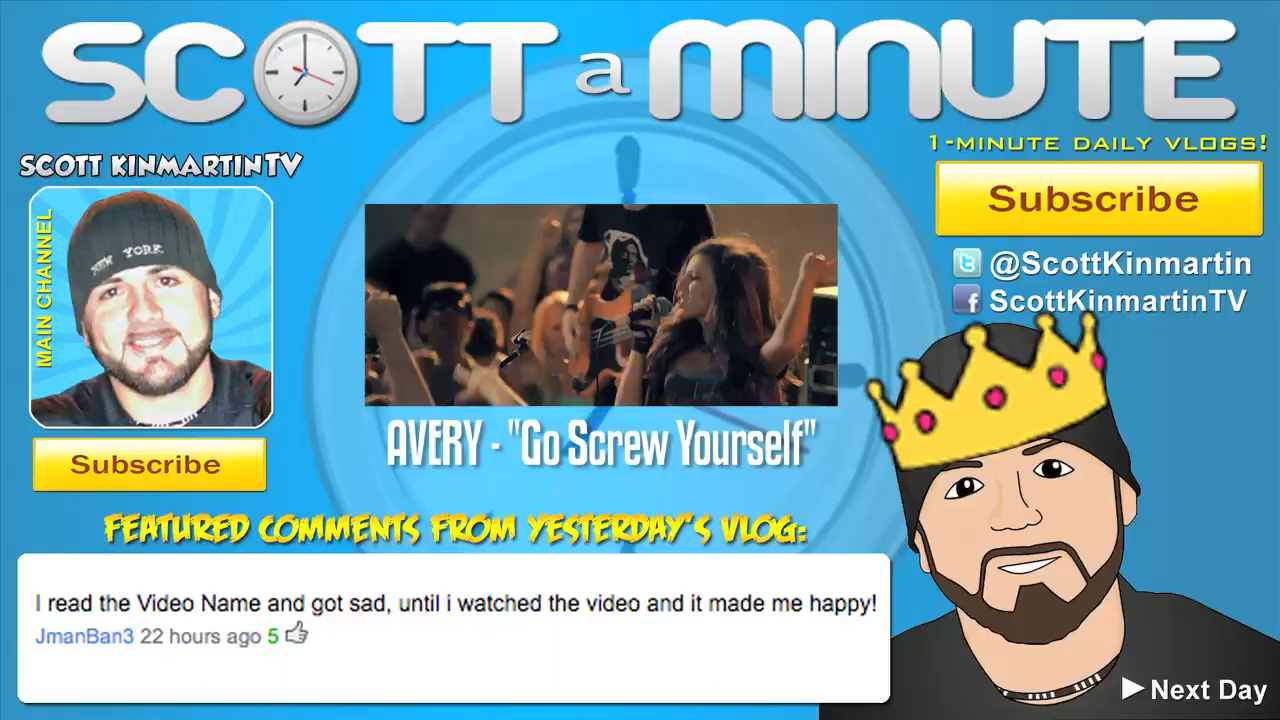 SCOTT a MINUTE
1-MINUTE DAILY VLOGS!
SCOTT KINMARTINTV
MAIN CHANNEL
NEW YORK
Subscribe
Subscribe
@ScottKinmartin
ScottKinmartinTV
AVERY - "Go Screw Yourself"
FEATURED COMMENTS FROM YESTERDAY'S VLOG:
I read the Video Name and got sad, until i watched the video and it made me happy!
JmanBan3 22 hours ago 5
Next Day